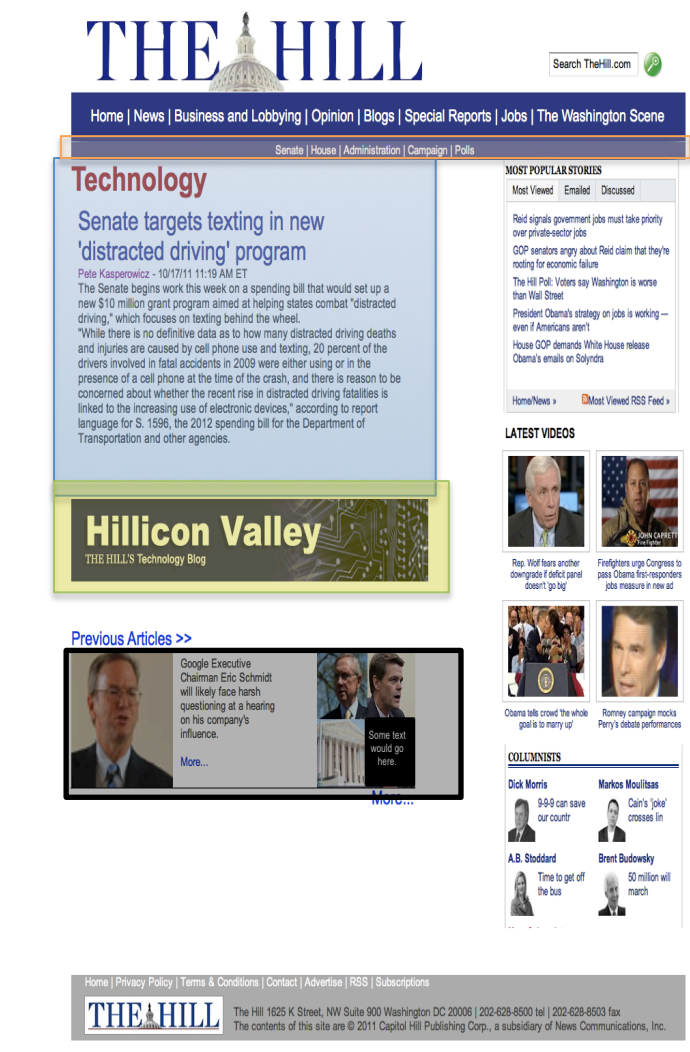 THE HILL
Search TheHill.com
Home | News | Business and Lobbying | Opinion | Blogs | Special Reports | Jobs | The Washington Scene
Senate | House | Administration | Campaign | Polls
Technology
Senate targets texting in new
'distracted driving' program
Pete Kasperowicz - 10/17/11 11:19 AM ET
The Senate begins work this week on a spending bill that would set up a
new $10 million grant program aimed at helping states combat "distracted
driving," which focuses on texting behind the wheel.
"While there is no definitive data as to how many distracted driving deaths
and injuries are caused by cell phone use and texting, 20 percent of the
drivers involved in fatal accidents in 2009 were either using or in the
presence of a cell phone at the time of the crash, and there is reason to be
concerned about whether the recent rise in distracted driving fatalities is
linked to the increasing use of electronic devices," according to report
language for S. 1596, the 2012 spending bill for the Department of
Transportation and other agencies.
Hillicon Valley
THE HILL'S Technology Blog
Previous Articles >>
Google Executive
Chairman Eric Schmidt
will likely face harsh
questioning at a hearing
on his company's
influence.
More...
Some text
would go
here.
More...
MOST POPULAR STORIES
Most Viewed Emailed Discussed
Reid signals government jobs must take priority
over private-sector jobs
GOP senators angry about Reid claim that they're
rooting for economic failure
The Hill Poll: Voters say Washington is worse
than Wall Street
President Obama's strategy on jobs is working —
even if Americans aren't
House GOP demands White House release
Obama's emails on Solyndra
Home/News » Most Viewed RSS Feed »
LATEST VIDEOS
JOHN CAPRETT
Fire Fighter
Rep. Wolf fears another
downgrade if deficit panel
doesn't 'go big'
Firefighters urge Congress to
pass Obama first-responders
jobs measure in new ad
Obama tells crowd 'the whole
goal is to marry up'
Romney campaign mocks
Perry's debate performances
COLUMNISTS
Dick Morris
9-9-9 can save
our countr
Markos Moulitsas
Cain's 'joke'
crosses lin
A.B. Stoddard
Time to get off
the bus
Brent Budowsky
50 million will
march
Home | Privacy Policy | Terms & Conditions | Contact | Advertise | RSS | Subscriptions
THE HILL
The Hill 1625 K Street, NW Suite 900 Washington DC 20006 | 202-628-8500 tel | 202-628-8503 fax
The contents of this site are © 2011 Capitol Hill Publishing Corp., a subsidiary of News Communications, Inc.